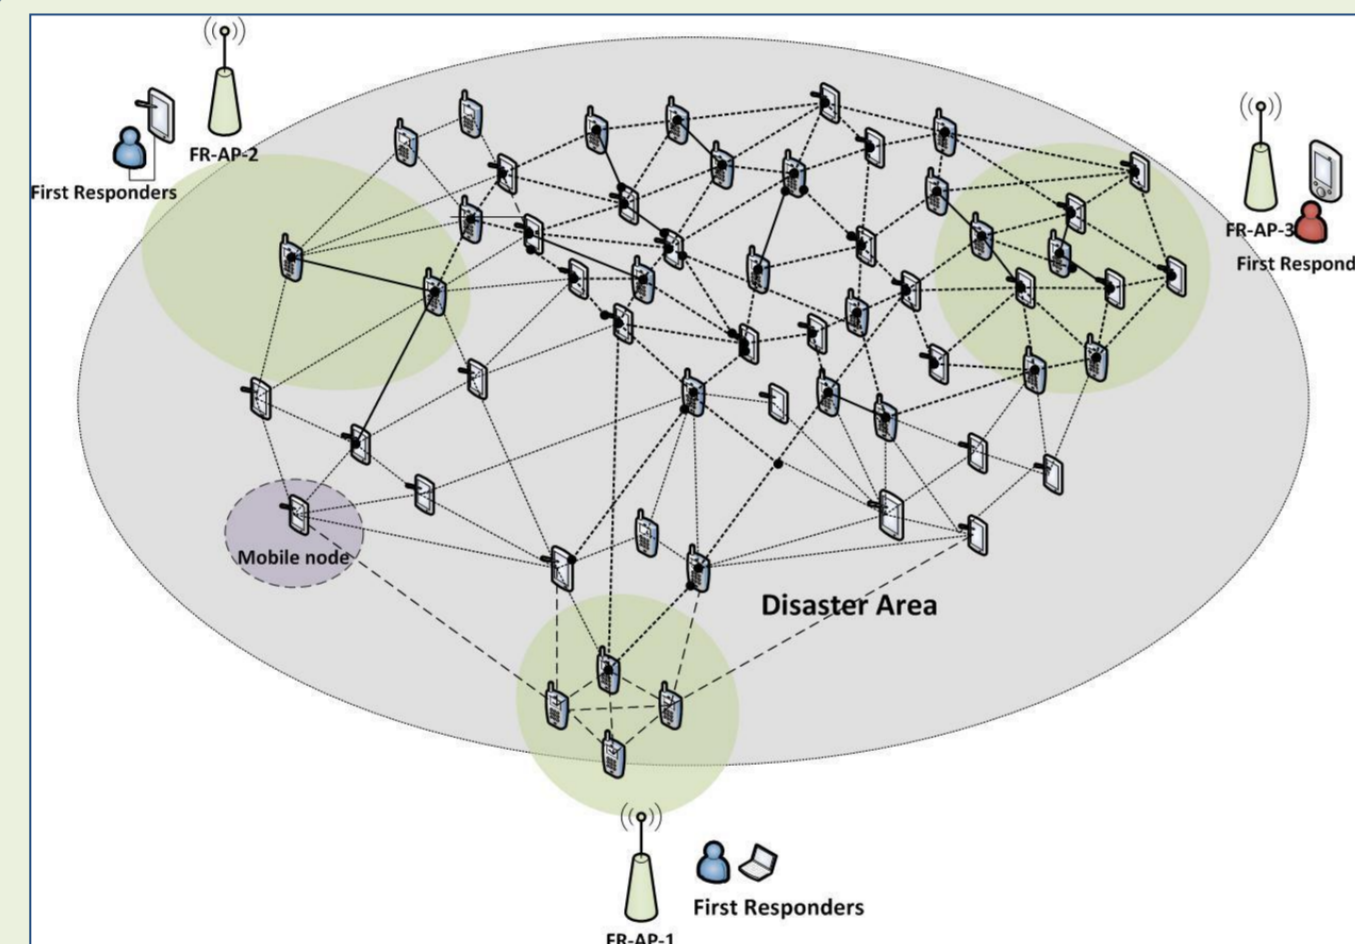 FR-AP-2
First Responders
FR-AP-3
First Respond
Mobile node
Disaster Area
First Responders
FR-AP-1